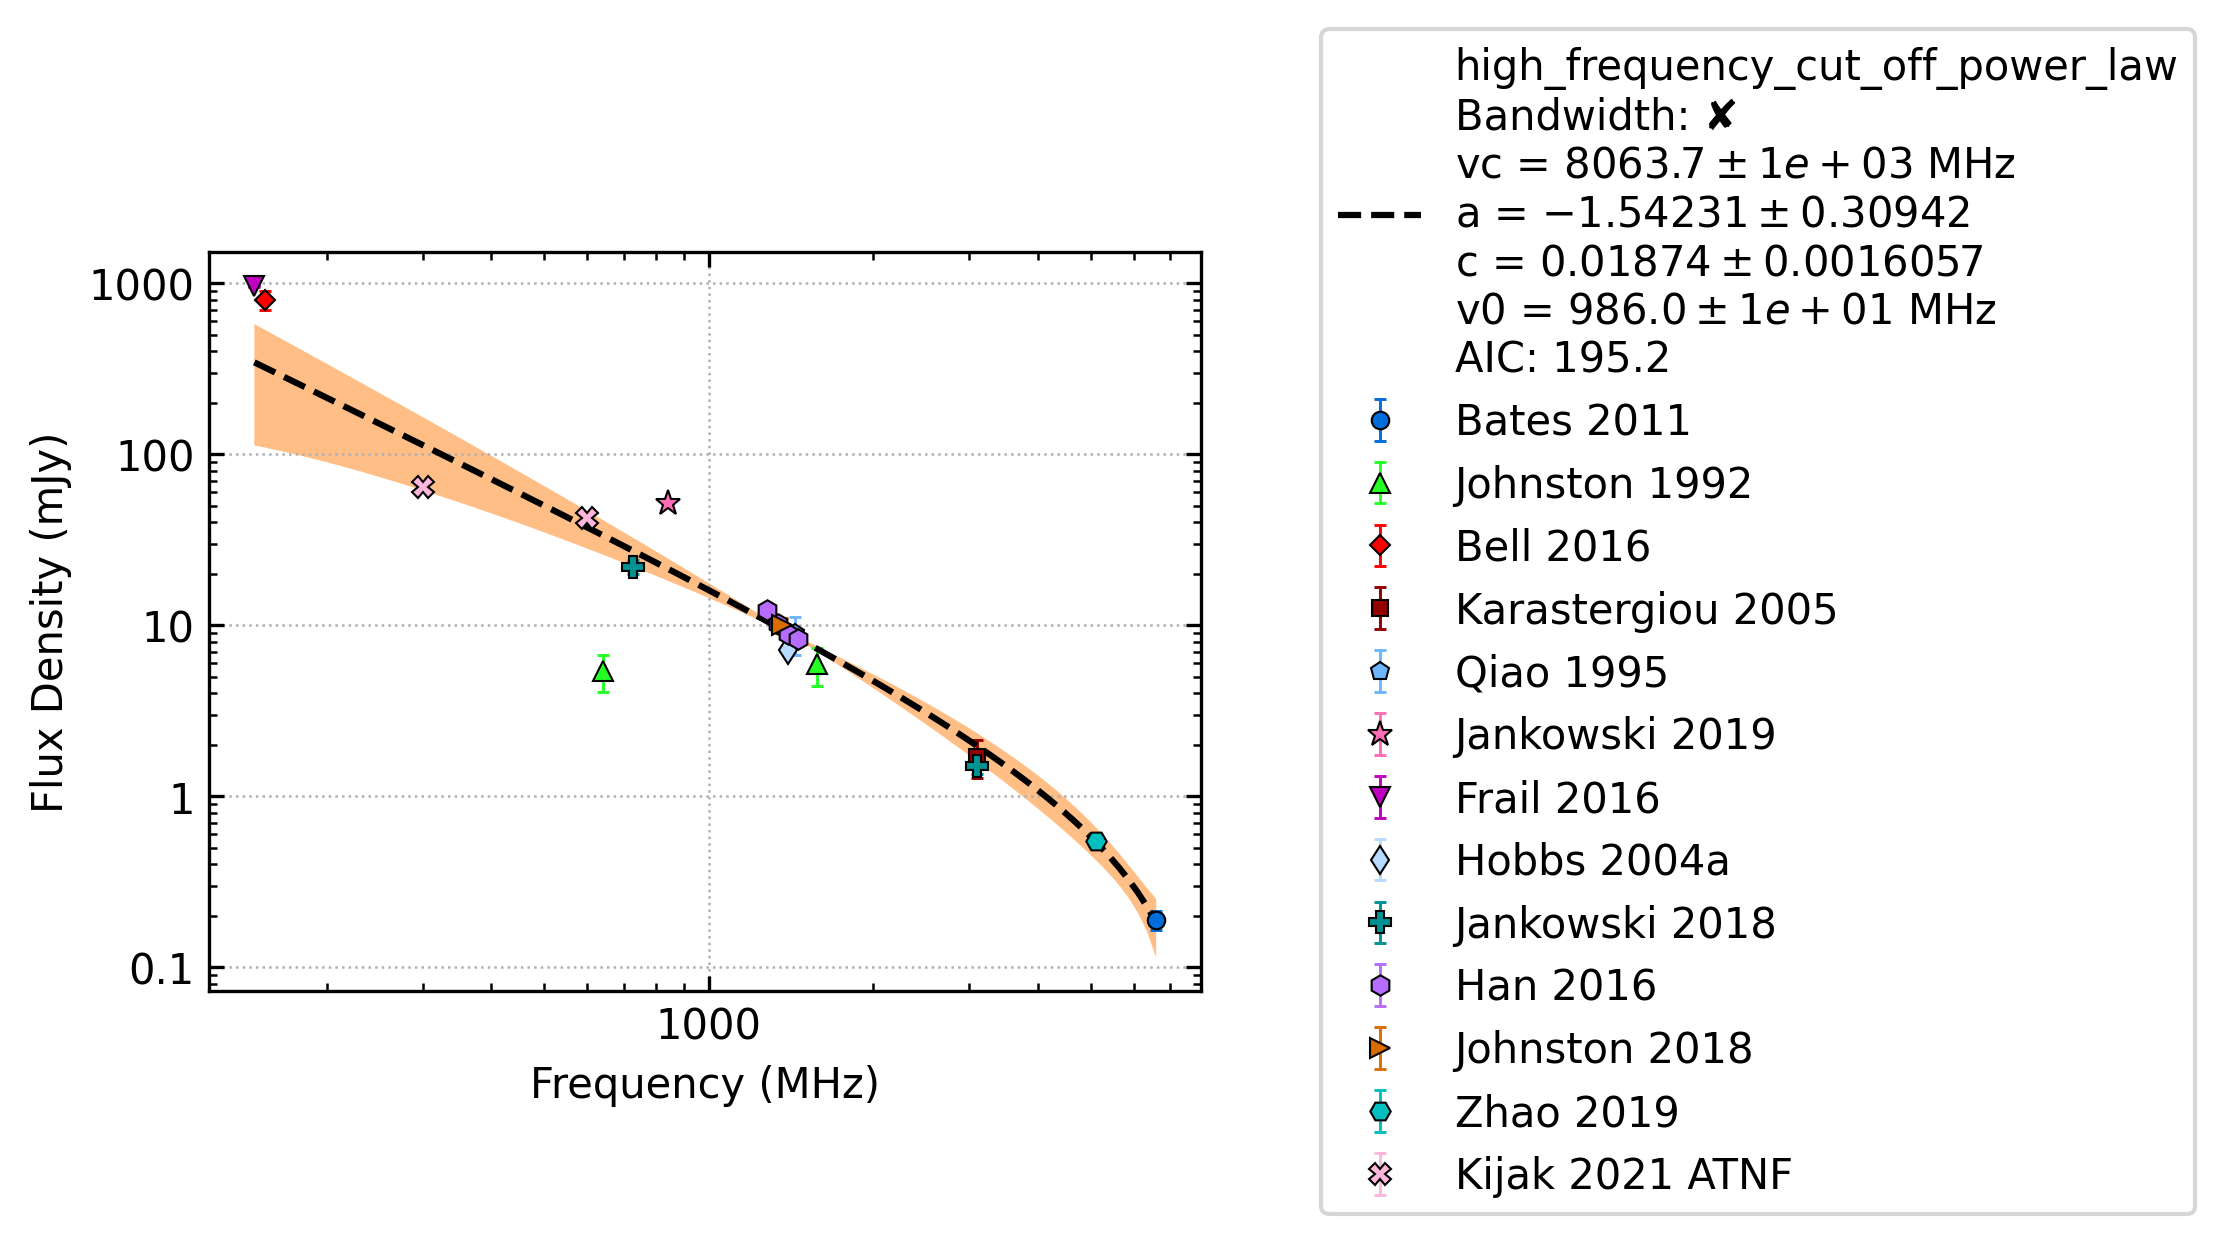 1000
100
10
1
0.1
Flux Density (mJy)
1000
Frequency (MHz)
high_frequency_cut_off_power_law
Bandwidth: ✘
vc = 8063.7 ± 1e + 03 MHz
a = −1.54231 ± 0.30942
c = 0.01874 ± 0.0016057
v0 = 986.0 ± 1e + 01 MHz
AIC: 195.2
Bates 2011
Johnston 1992
Bell 2016
Karastergiou 2005
Qiao 1995
Jankowski 2019
Frail 2016
Hobbs 2004a
Jankowski 2018
Han 2016
Johnston 2018
Zhao 2019
Kijak 2021 ATNF